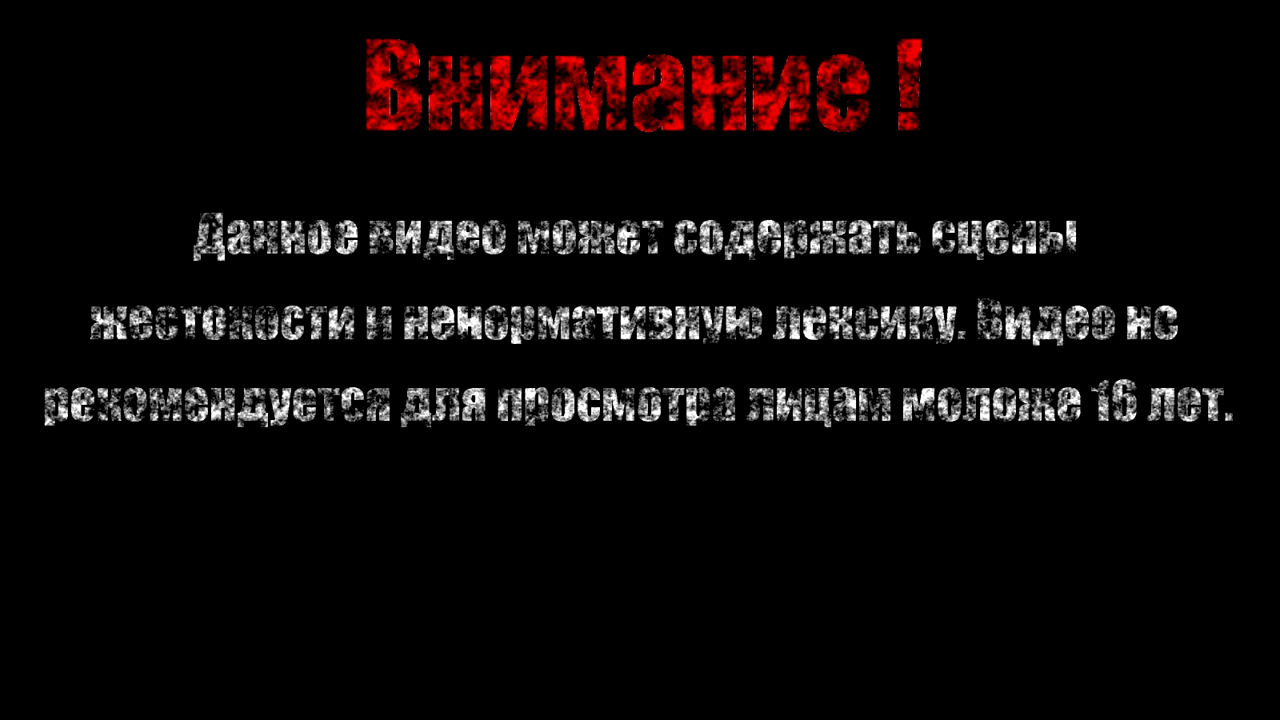 Внимание !
Данное видео может содержать сцены
жестокости и ненормативную лексику. Видео не
рекомендуется для просмотра лицам моложе 16 лет.